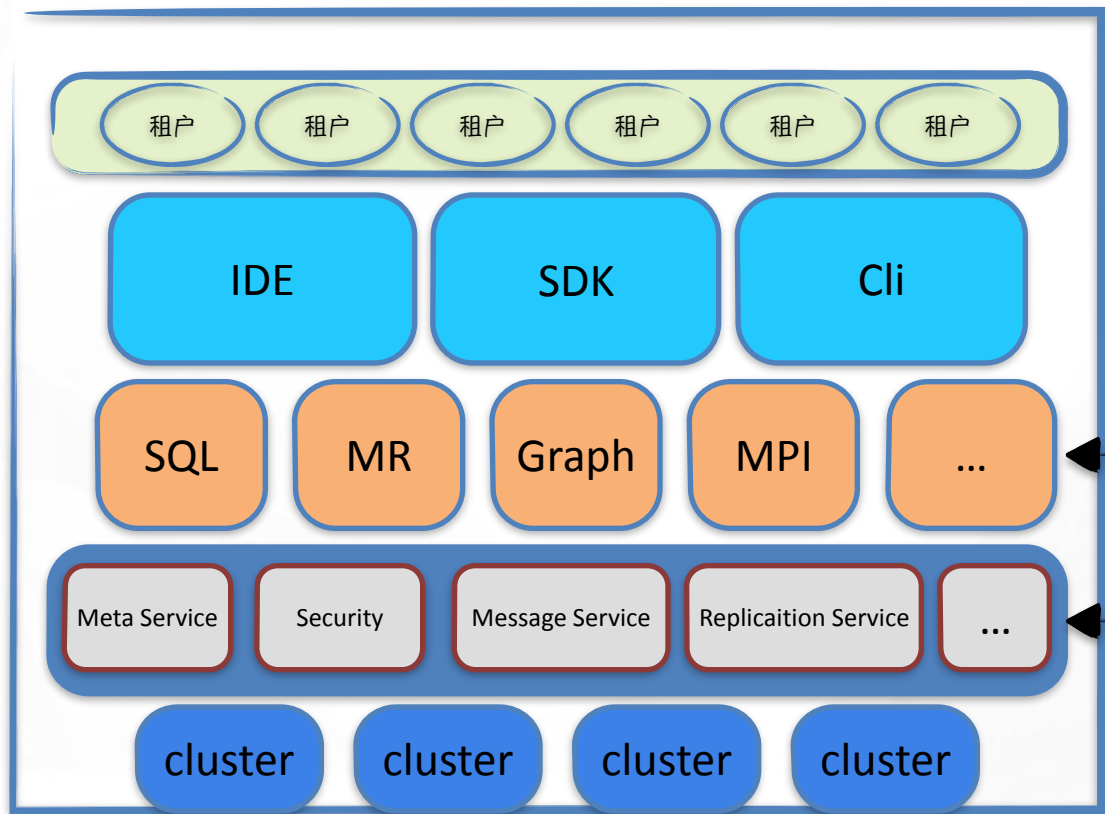 租户 租户 租户 租户 租户 租户
IDE SDK Cli
SQL MR Graph MPI ...
Meta Service Security Message Service Replicaition Service ...
cluster cluster cluster cluster